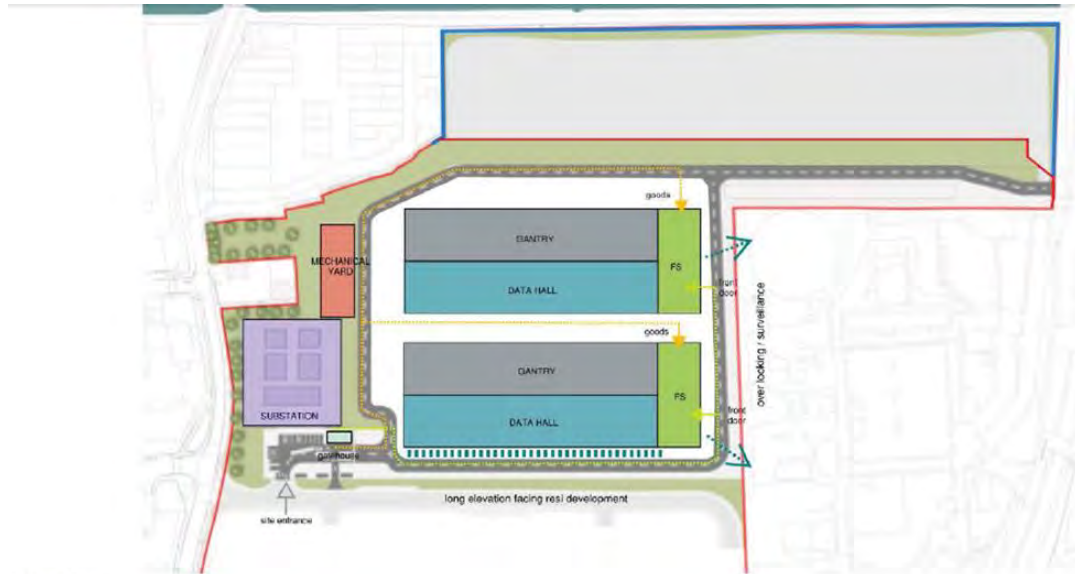 goods
GANTRY
MECHANICAL
YARD
FS
DATA HALL
front
door
over looking / surveillance
goods
GANTRY
FS
front
door
SUBSTATION
DATA HALL
gatehouse
long elevation facing resi development
site entrance